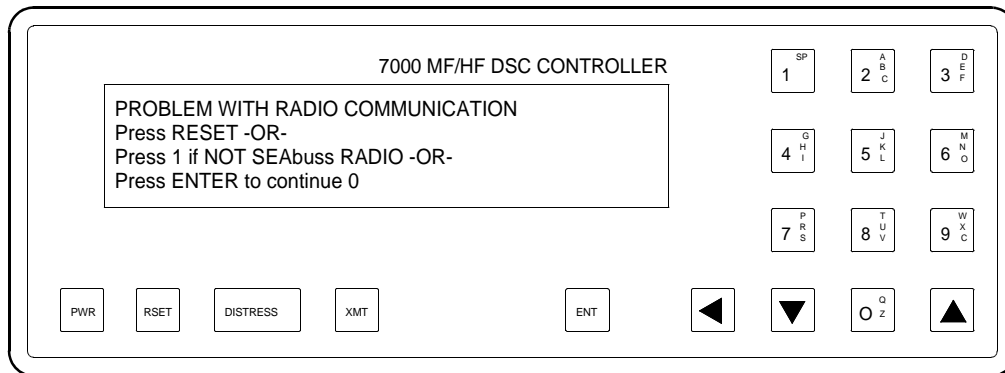 7000 MF/HF DSC CONTROLLER
PROBLEM WITH RADIO COMMUNICATION
Press RESET -OR-
Press 1 if NOT SEAbuss RADIO -OR-
Press ENTER to continue 0
1 SP
2 A B C
3 D E F
4 G H I
5 J K L
6 M N O
7 P R S
8 T U V
9 W X C
PWR RSET DISTRESS XMT ENT O Q Z